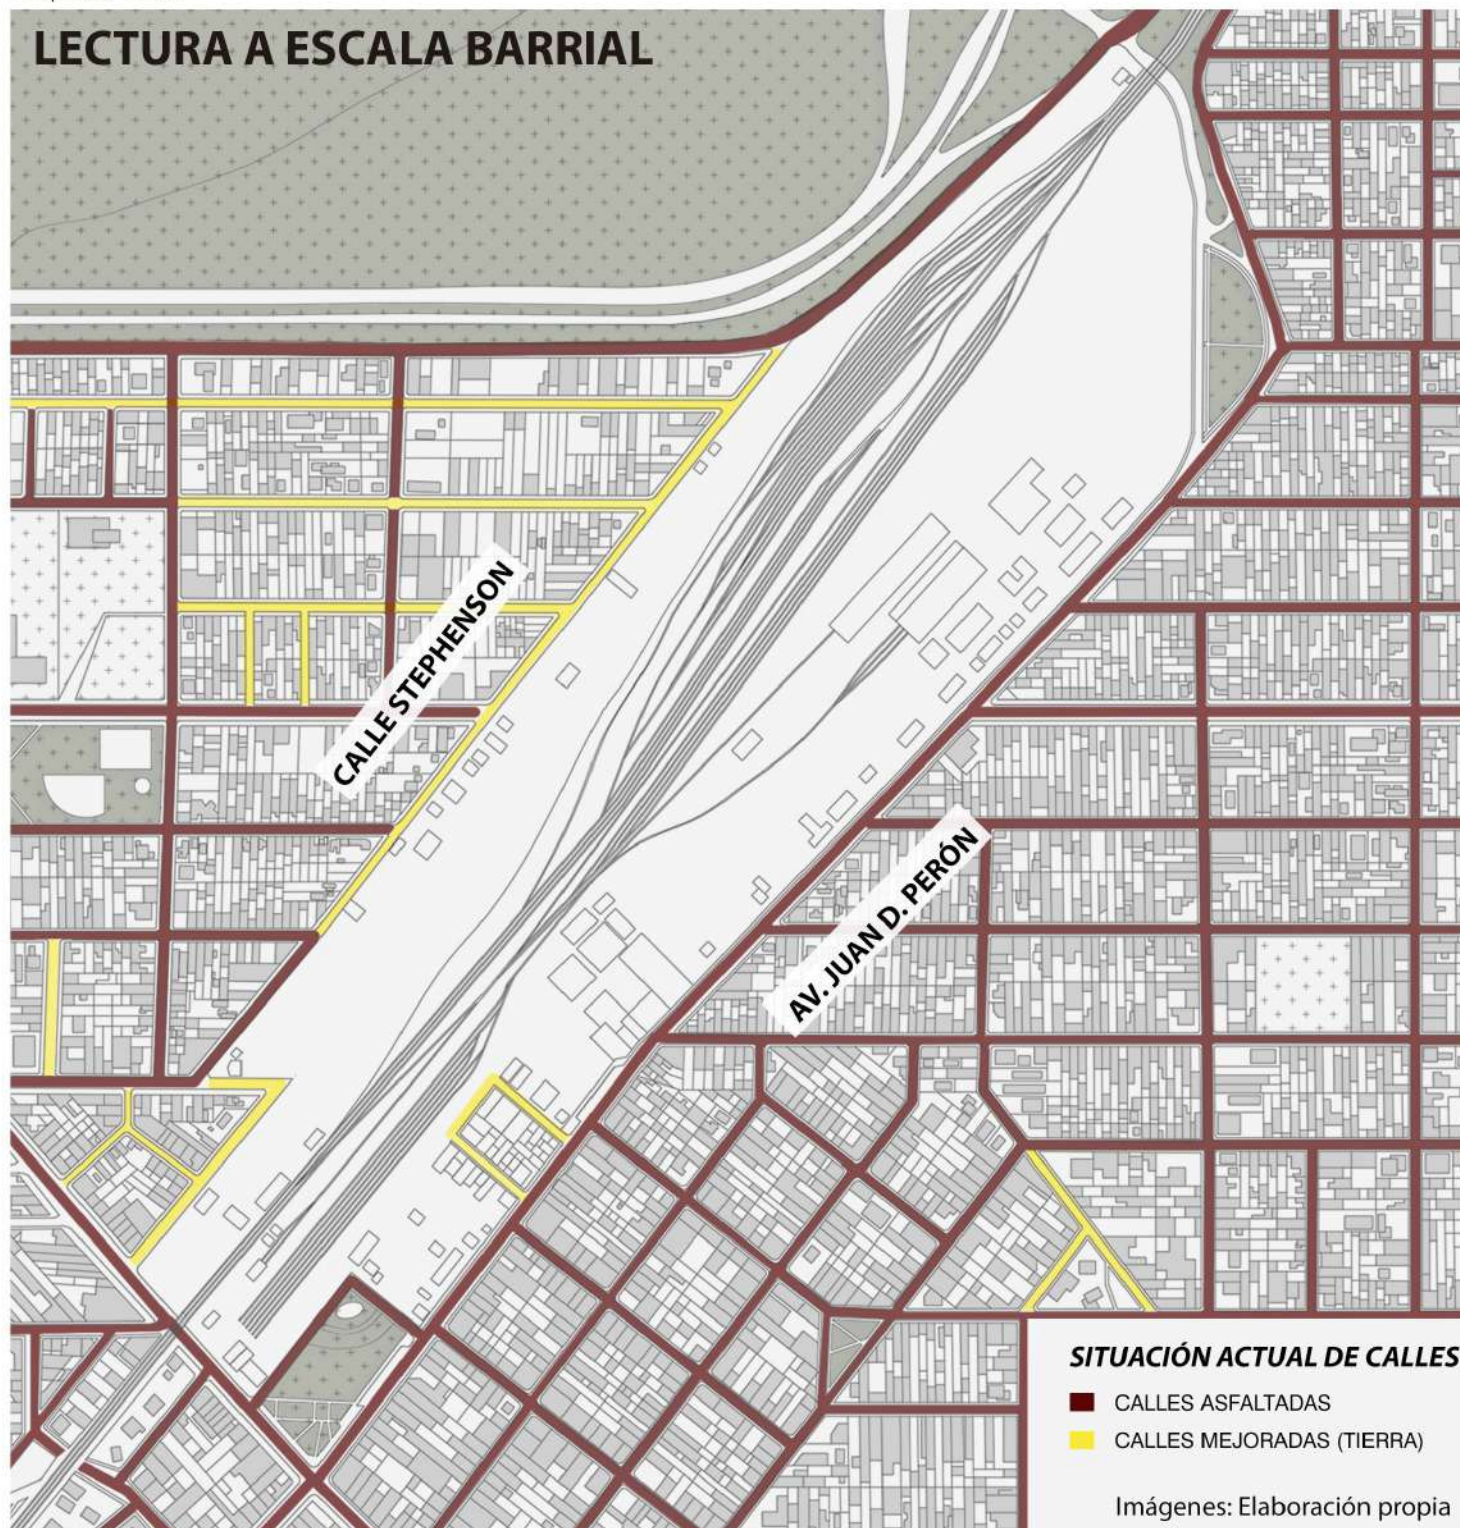 LECTURA A ESCALA BARRIAL
CALLE STEPHENSON
AV. JUAN D. PERÓN
SITUACIÓN ACTUAL DE CALLES
CALLES ASFALTADAS
CALLES MEJORADAS (TIERRA)
Imágenes: Elaboración propia